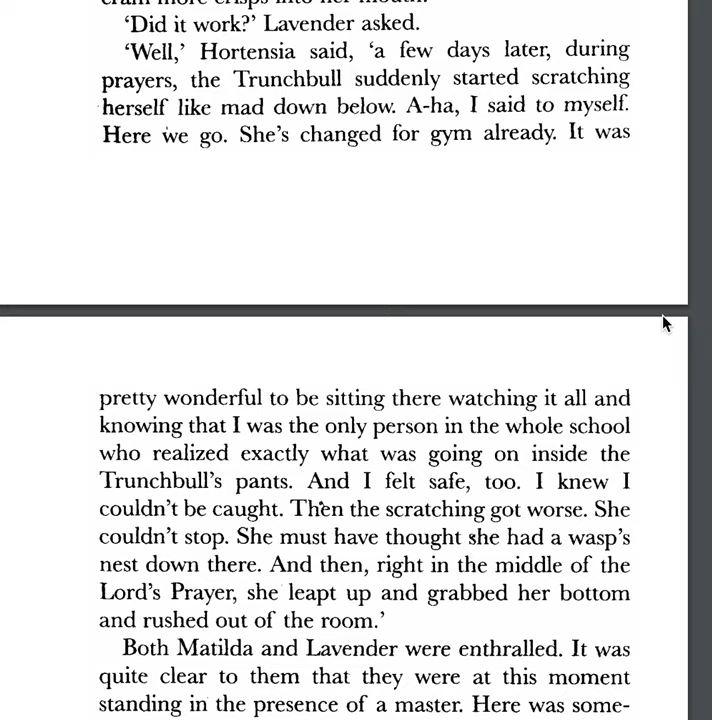 cram more crisps into her mouth.
‘Did it work?’ Lavender asked.
‘Well,’ Hortensia said, ‘a few days later, during
prayers, the Trunchbull suddenly started scratching
herself like mad down below. A-ha, I said to myself.
Here we go. She’s changed for gym already. It was
pretty wonderful to be sitting there watching it all and
knowing that I was the only person in the whole school
who realized exactly what was going on inside the
Trunchbull’s pants. And I felt safe, too. I knew I
couldn’t be caught. Then the scratching got worse. She
couldn’t stop. She must have thought she had a wasp’s
nest down there. And then, right in the middle of the
Lord’s Prayer, she leapt up and grabbed her bottom
and rushed out of the room.’
Both Matilda and Lavender were enthralled. It was
quite clear to them that they were at this moment
standing in the presence of a master. Here was some-